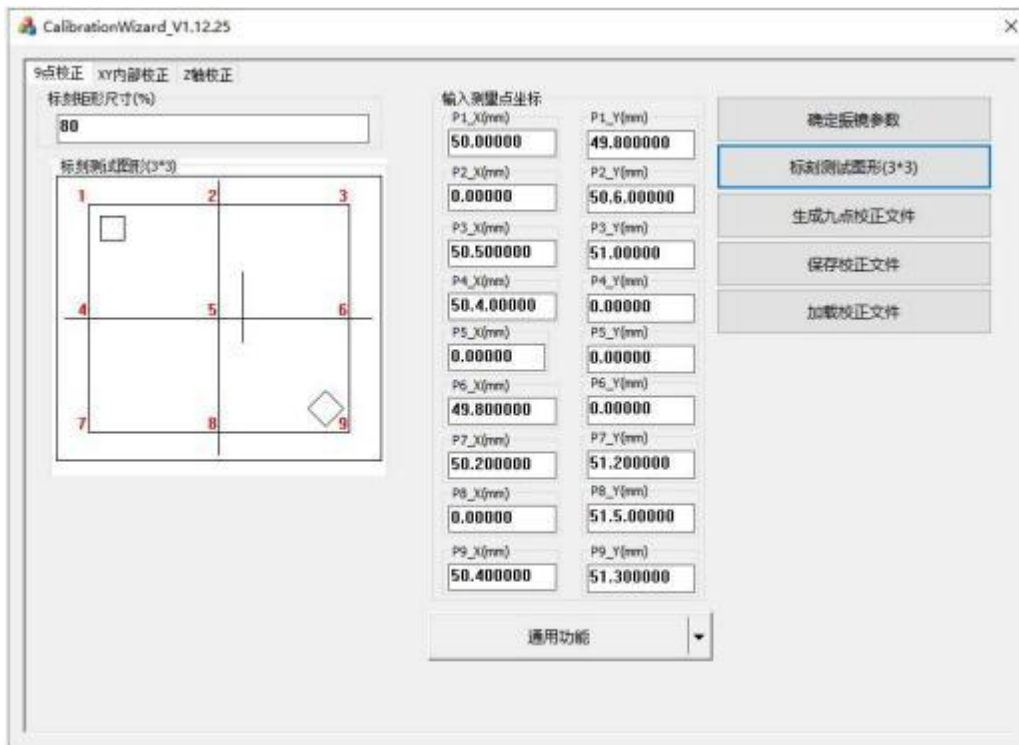 CalibrationWizard_V1.12.25
9点校正 XY内部校正 Z轴校正
标刻矩形尺寸(%)
80
标刻测试图形(3*3)
1 2 3
4 5 6
7 8 9
输入测量点坐标
P1_X(mm) P1_Y(mm)
50.00000 49.800000
P2_X(mm) P2_Y(mm)
0.00000 50.6.00000
P3_X(mm) P3_Y(mm)
50.500000 51.00000
P4_X(mm) P4_Y(mm)
50.4.00000 0.00000
P5_X(mm) P5_Y(mm)
0.00000 0.00000
P6_X(mm) P6_Y(mm)
49.800000 0.00000
P7_X(mm) P7_Y(mm)
50.200000 51.200000
P8_X(mm) P8_Y(mm)
0.00000 51.5.00000
P9_X(mm) P9_Y(mm)
50.400000 51.300000
通用功能
确定振镜参数
标刻测试图形(3*3)
生成九点校正文件
保存校正文件
加载校正文件